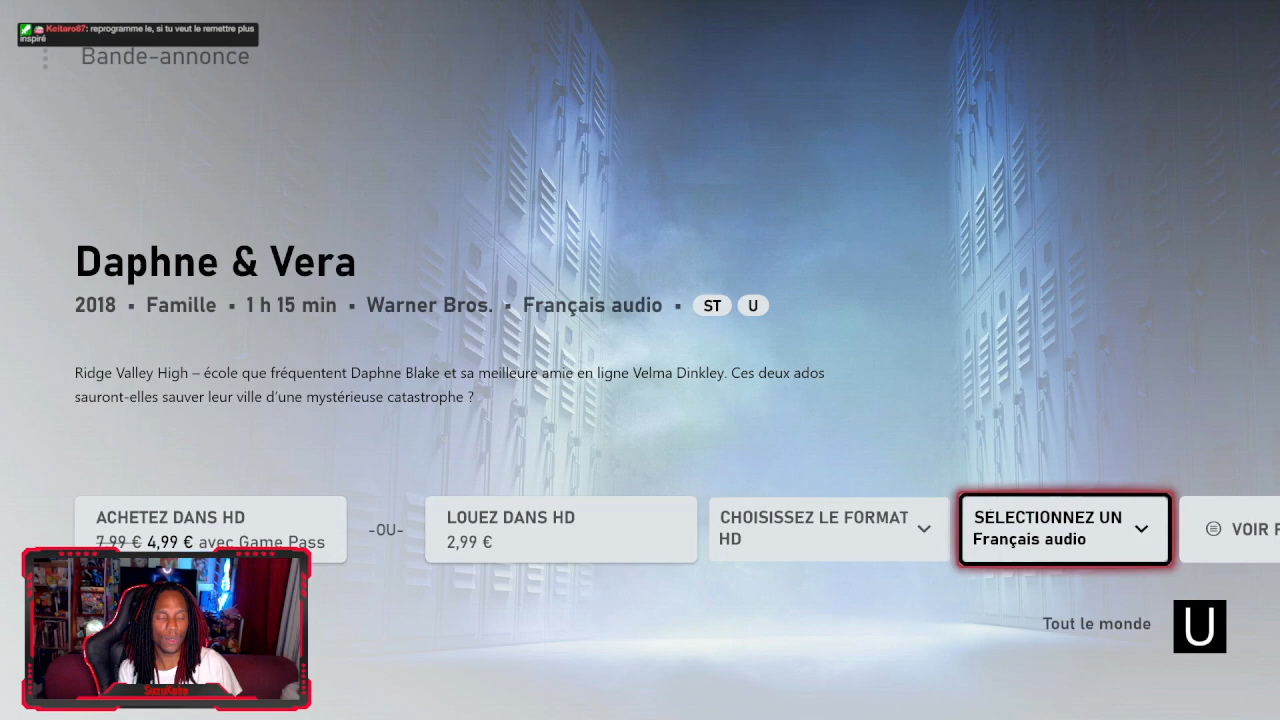 Keitaro67: reprogramme le, si tu veut le remettre plus
inspiré
Bande-annonce
Daphne & Vera
2018 ▪ Famille ▪ 1 h 15 min ▪ Warner Bros. ▪ Français audio ▪ ST U
Ridge Valley High – école que fréquentent Daphne Blake et sa meilleure amie en ligne Velma Dinkley. Ces deux ados
sauront-elles sauver leur ville d'une mystérieuse catastrophe ?
ACHETEZ DANS HD
7,99 € 4,99 € avec Game Pass
-OU-
LOUEZ DANS HD
2,99 €
CHOISISSEZ LE FORMAT
HD
SÉLECTIONNEZ UN
Français audio
VOIR
Tout le monde
U